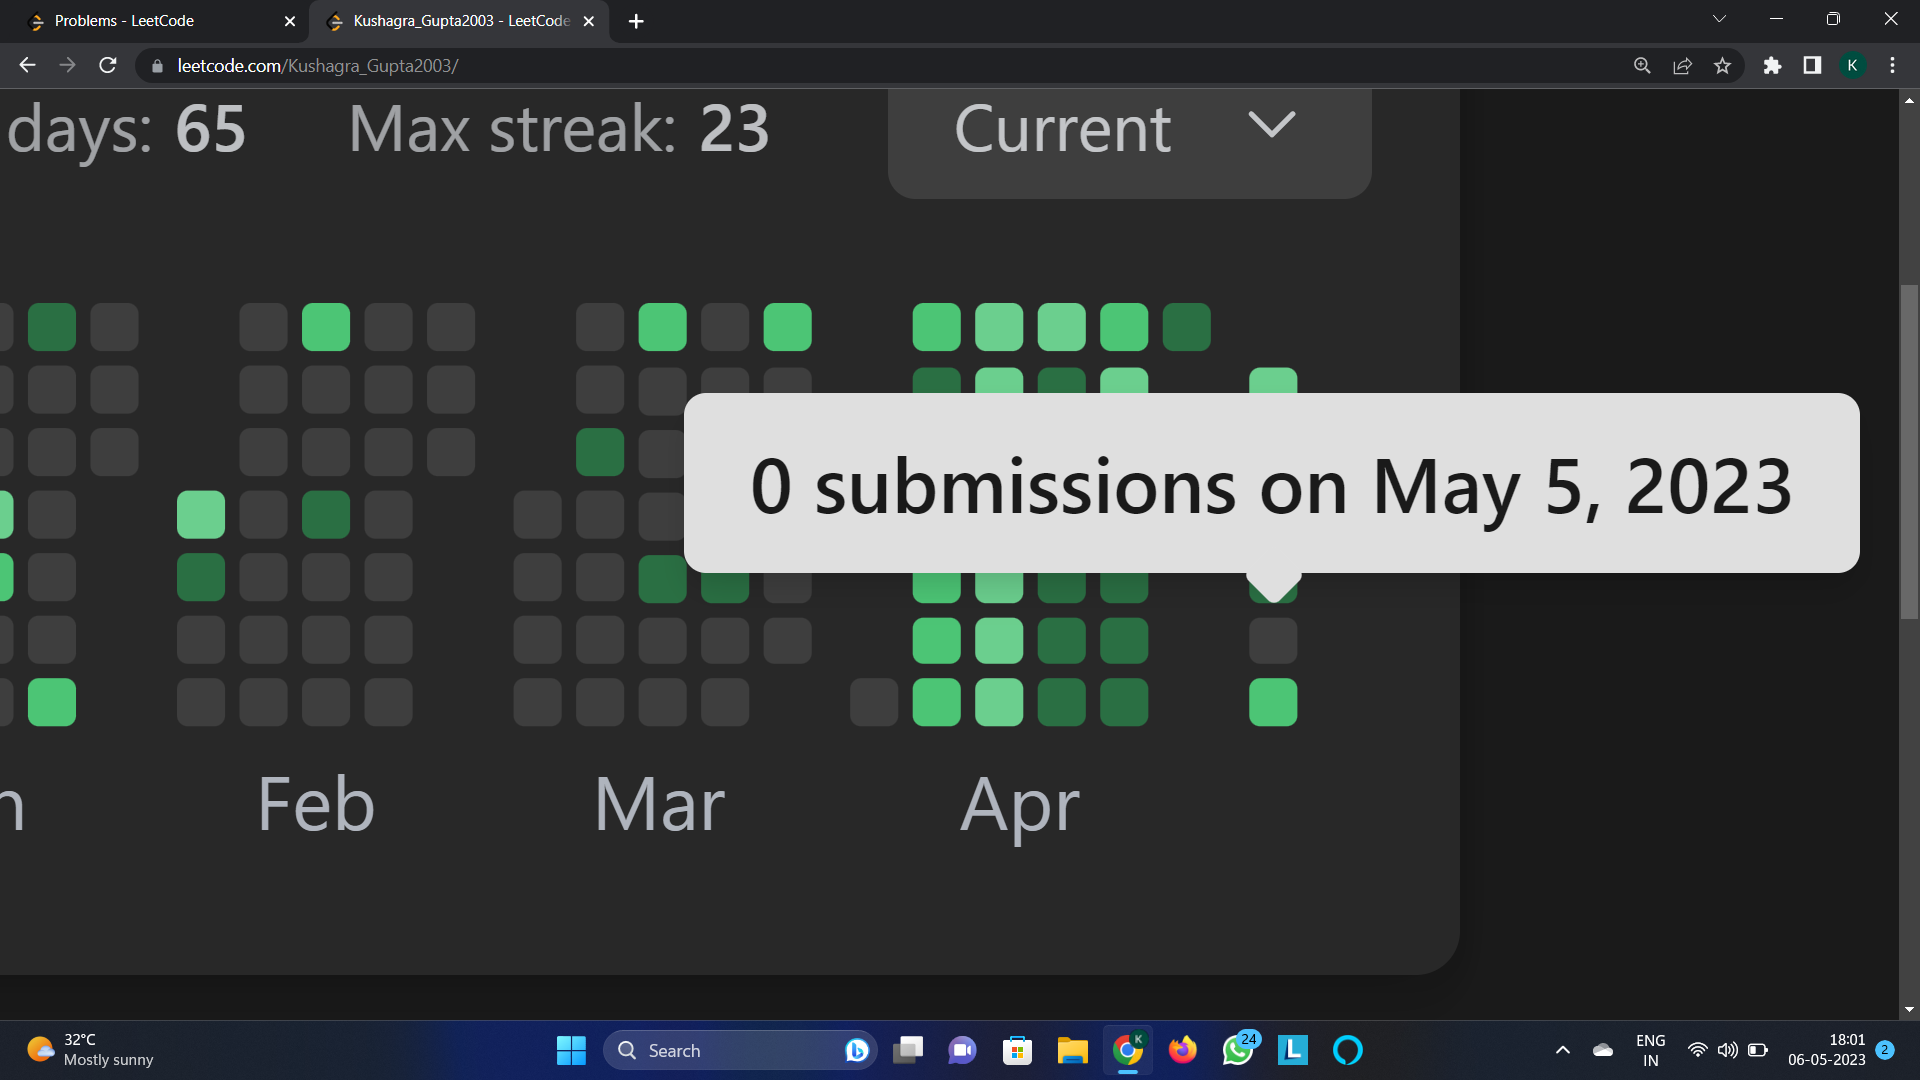 Problems - LeetCode
Kushagra_Gupta2003 - LeetCode
leetcode.com/Kushagra_Gupta2003/
K
days: 65 Max streak: 23 Current
0 submissions on May 5, 2023
Feb Mar Apr
32°C
Mostly sunny
Search
K
24
L
ENG
IN
18:01
06-05-2023
2